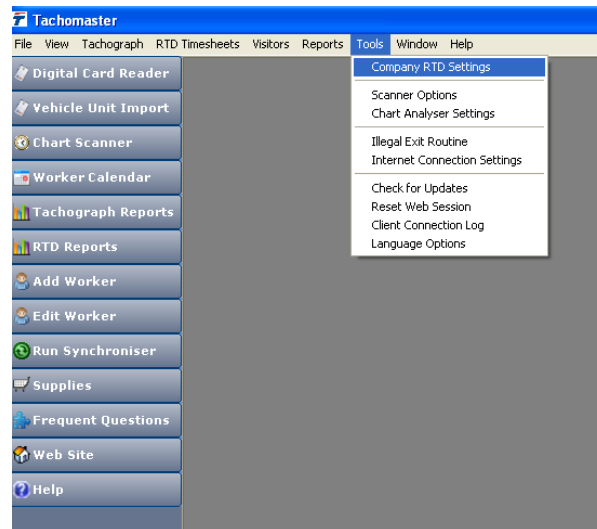 Tachomaster
File View Tachograph RTD Timesheets Visitors Reports Tools Window Help
Digital Card Reader
Vehicle Unit Import
Chart Scanner
Worker Calendar
Tachograph Reports
RTD Reports
Add Worker
Edit Worker
Run Synchroniser
Supplies
Frequent Questions
Web Site
Help
Company RTD Settings
Scanner Options
Chart Analyser Settings
Illegal Exit Routine
Internet Connection Settings
Check for Updates
Reset Web Session
Client Connection Log
Language Options